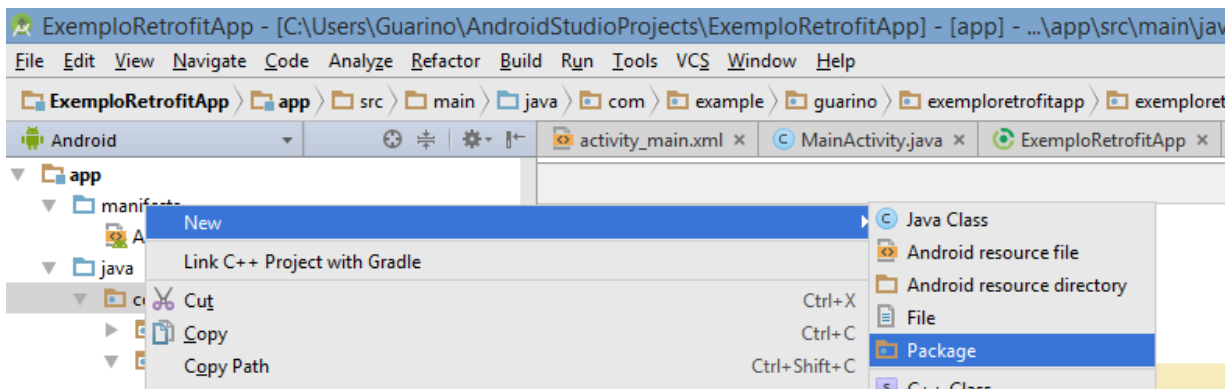 ExemploRetrofitApp - [C:\Users\Guarino\AndroidStudioProjects\ExemploRetrofitApp] - [app] - ...\app\src\main\jav
File Edit View Navigate Code Analyze Refactor Build Run Tools VCS Window Help
ExemploRetrofitApp app src main java com example guarino exemploretrofitapp exemploret
Android activity_main.xml MainActivity.java ExemploRetrofitApp
app
manifests
New
Java Class
A
Link C++ Project with Gradle
Android resource file
java
Android resource directory
co
Cut Ctrl+X
File
Copy Ctrl+C
Package
Copy Path Ctrl+Shift+C
C++ Class